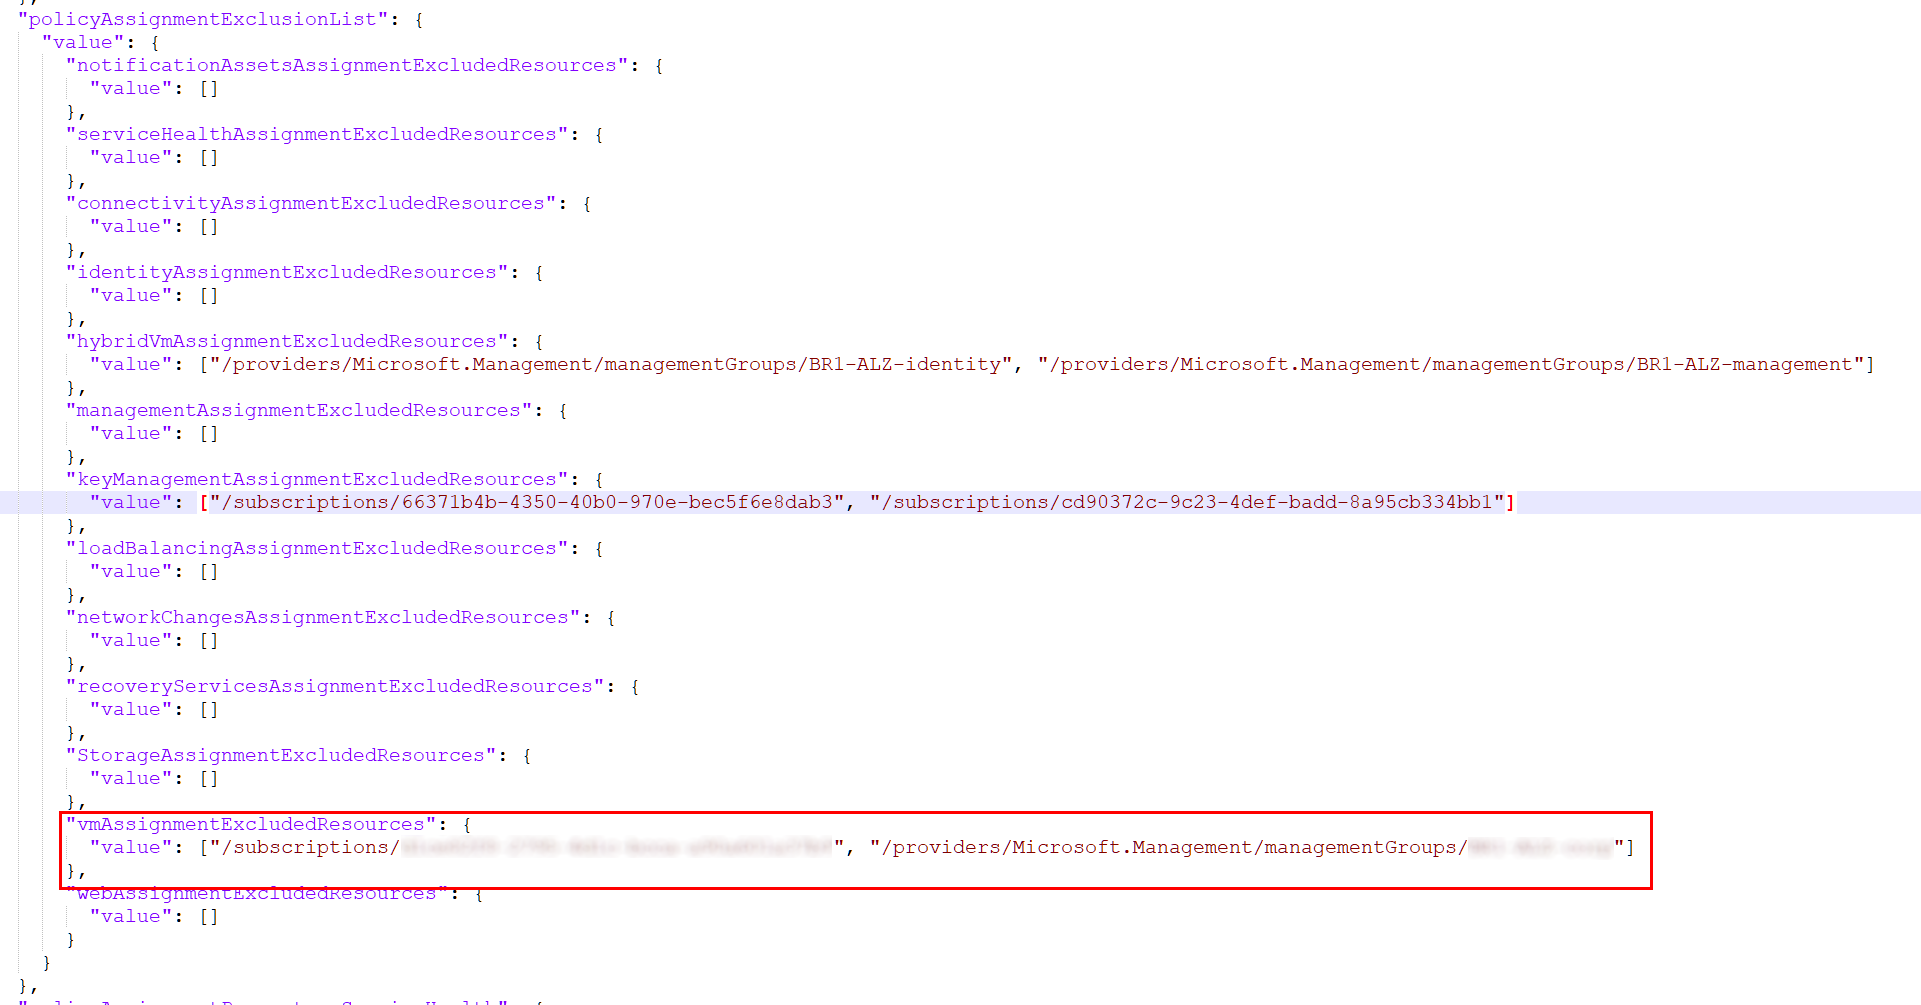 },
"policyAssignmentExclusionList": {
"value": {
"notificationAssetsAssignmentExcludedResources": {
"value": []
},
"serviceHealthAssignmentExcludedResources": {
"value": []
},
"connectivityAssignmentExcludedResources": {
"value": []
},
"identityAssignmentExcludedResources": {
"value": []
},
"hybridVmAssignmentExcludedResources": {
"value": ["/providers/Microsoft.Management/managementGroups/BR1-ALZ-identity", "/providers/Microsoft.Management/managementGroups/BR1-ALZ-management"]
},
"managementAssignmentExcludedResources": {
"value": []
},
"keyManagementAssignmentExcludedResources": {
"value": ["/subscriptions/66371b4b-4350-40b0-970e-bec5f6e8dab3", "/subscriptions/cd90372c-9c23-4def-badd-8a95cb334bb1"]
},
"loadBalancingAssignmentExcludedResources": {
"value": []
},
"networkChangesAssignmentExcludedResources": {
"value": []
},
"recoveryServicesAssignmentExcludedResources": {
"value": []
},
"StorageAssignmentExcludedResources": {
"value": []
},
"vmAssignmentExcludedResources": {
"value": ["/subscriptions/", "/providers/Microsoft.Management/managementGroups/"]
},
"webAssignmentExcludedResources": {
"value": []
}
}
},